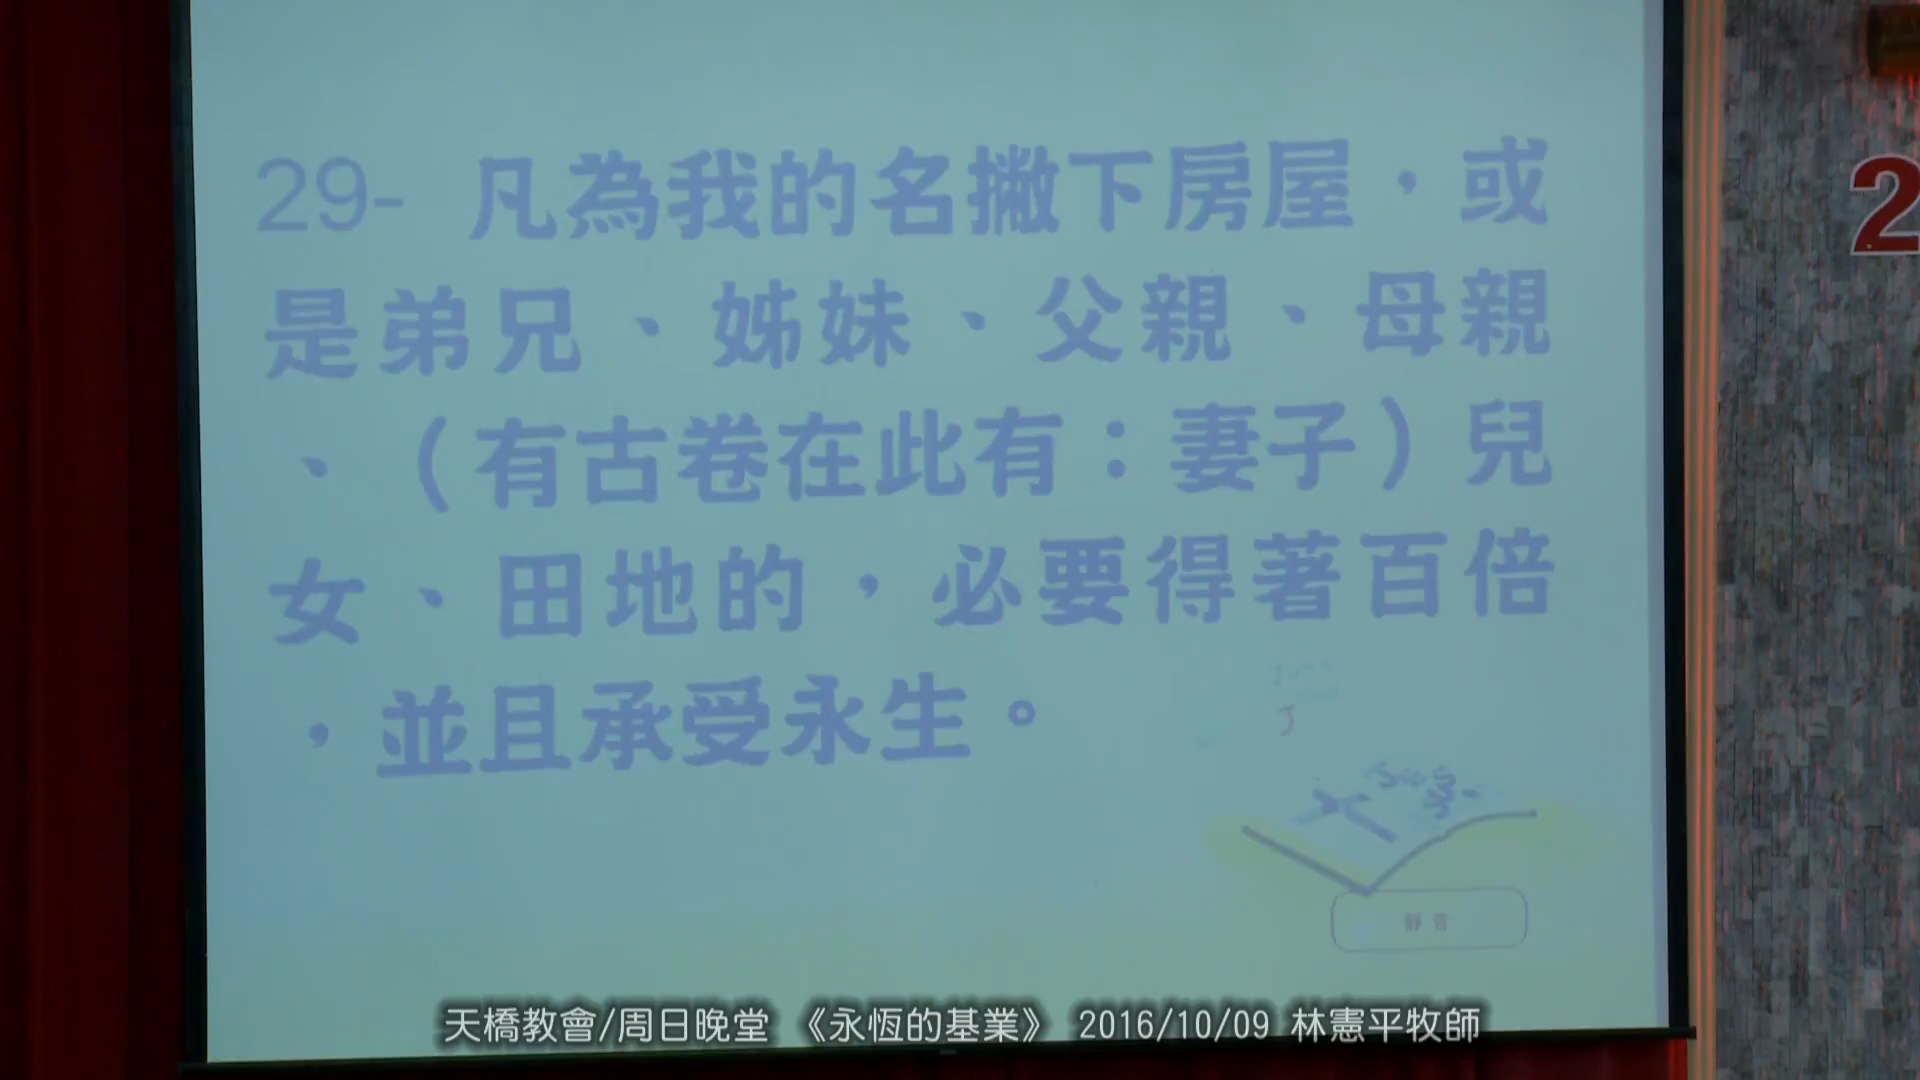 29- 凡為我的名撇下房屋，或
是弟兄、姊妹、父親、母親
、（有古卷在此有：妻子）兒
女、田地的，必要得著百倍
，並且承受永生。
2
天橋教會/周日晚堂 《永恆的基業》 2016/10/09 林憲平牧師